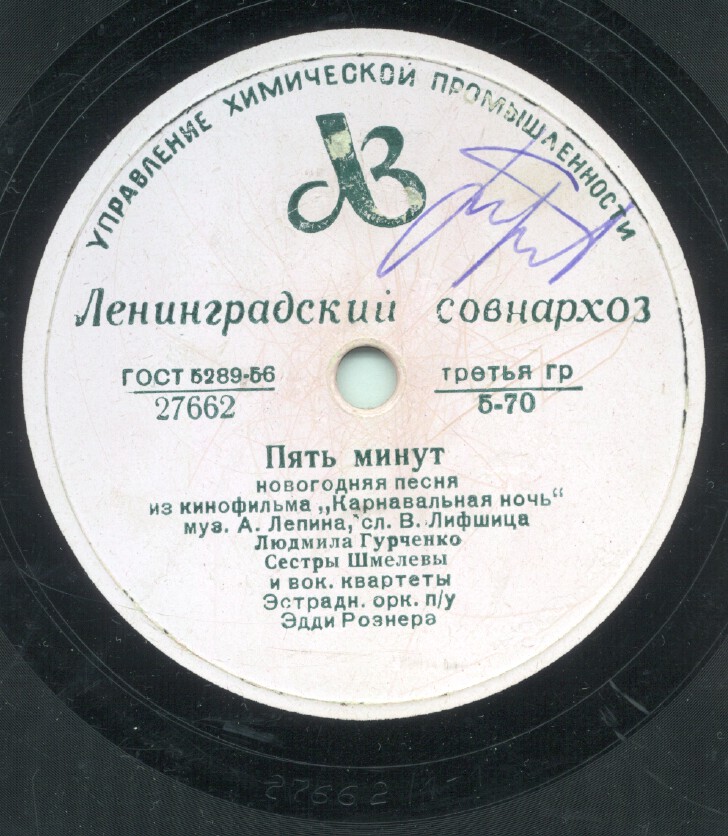 УПРАВЛЕНИЕ ХИМИЧЕСКОЙ ПРОМЫШЛЕННОСТИ
Ленинградский совнархоз
ГОСТ 5289-56
27662
третья гр
5-70
Пять минут
новогодняя песня
из кинофильма „Карнавальная ночь“
муз. А. Лепина, сл. В. Лифшица
Людмила Гурченко
Сестры Шмелевы
и вок. квартеты
Эстрадн. орк. п/у
Эдди Рознера
27662